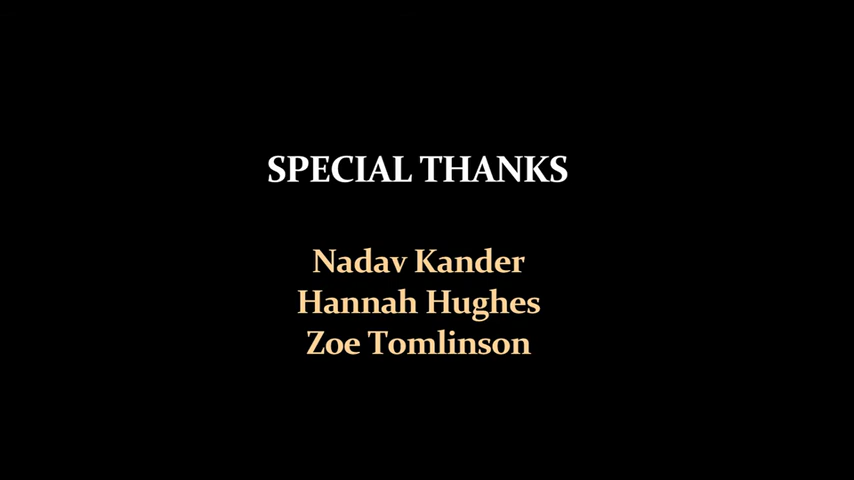 SPECIAL THANKS
Nadav Kander
Hannah Hughes
Zoe Tomlinson